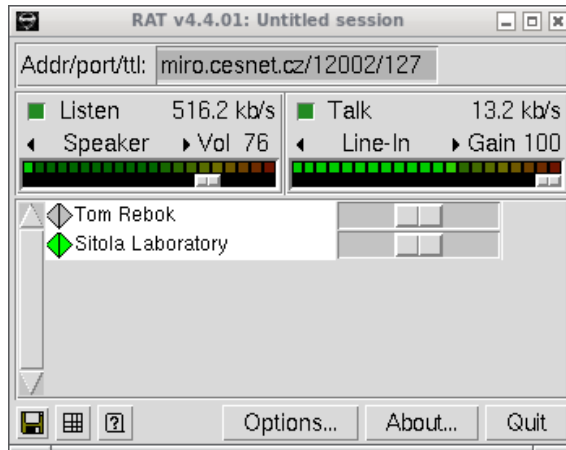 RAT v4.4.01: Untitled session
Addr/port/ttl: miro.cesnet.cz/12002/127
Listen 516.2 kb/s Talk 13.2 kb/s
Speaker Vol 76 Line-In Gain 100
Tom Rebok
Sitola Laboratory
Options... About... Quit